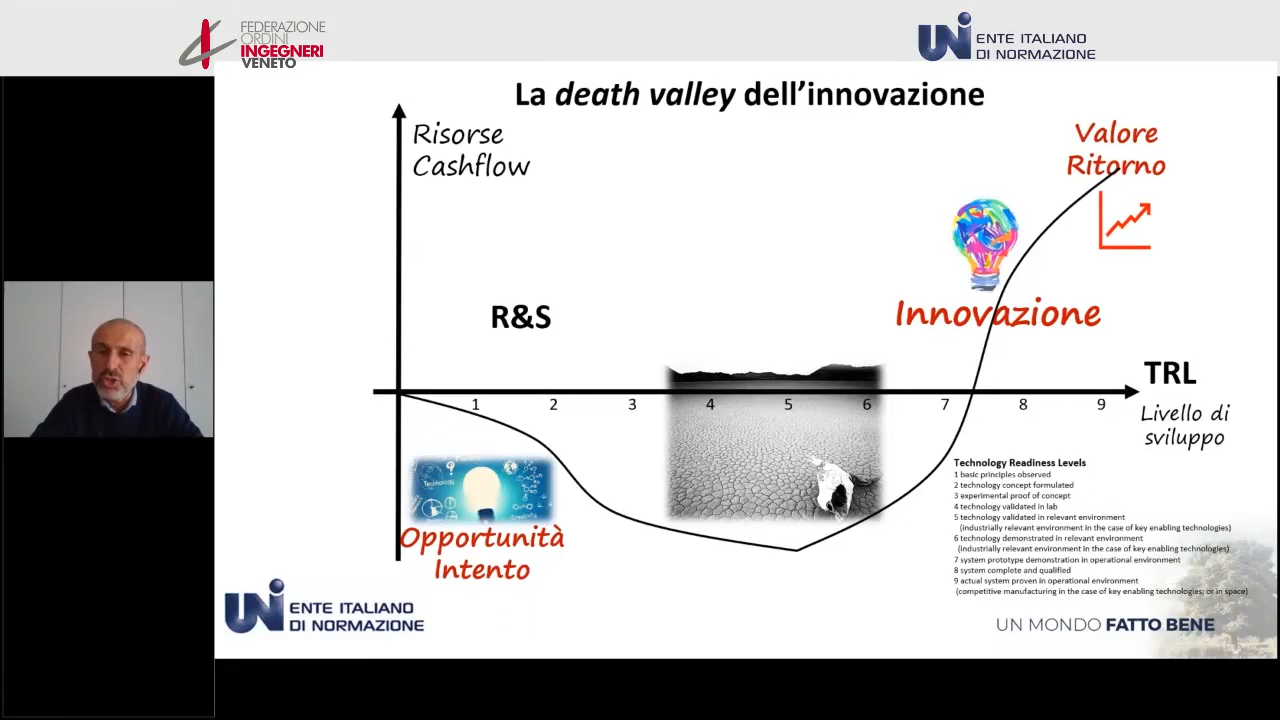 FEDERAZIONE
ORDINI
INGEGNERI
VENETO
UNI ENTE ITALIANO
DI NORMAZIONE
La death valley dell’innovazione
Risorse
Cashflow
Valore
Ritorno
R&S
Innovazione
TRL
1 2 3 4 5 6 7 8 9
Livello di
sviluppo
Technology
?
Opportunità
Intento
Technology Readiness Levels
1 basic principles observed
2 technology concept formulated
3 experimental proof of concept
4 technology validated in lab
5 technology validated in relevant environment
(industrially relevant environment in the case of key enabling technologies)
6 technology demonstrated in relevant environment
(industrially relevant environment in the case of key enabling technologies)
7 system prototype demonstration in operational environment
8 system complete and qualified
9 actual system proven in operational environment
(competitive manufacturing in the case of key enabling technologies; or in space)
UNI ENTE ITALIANO
DI NORMAZIONE
UN MONDO FATTO BENE